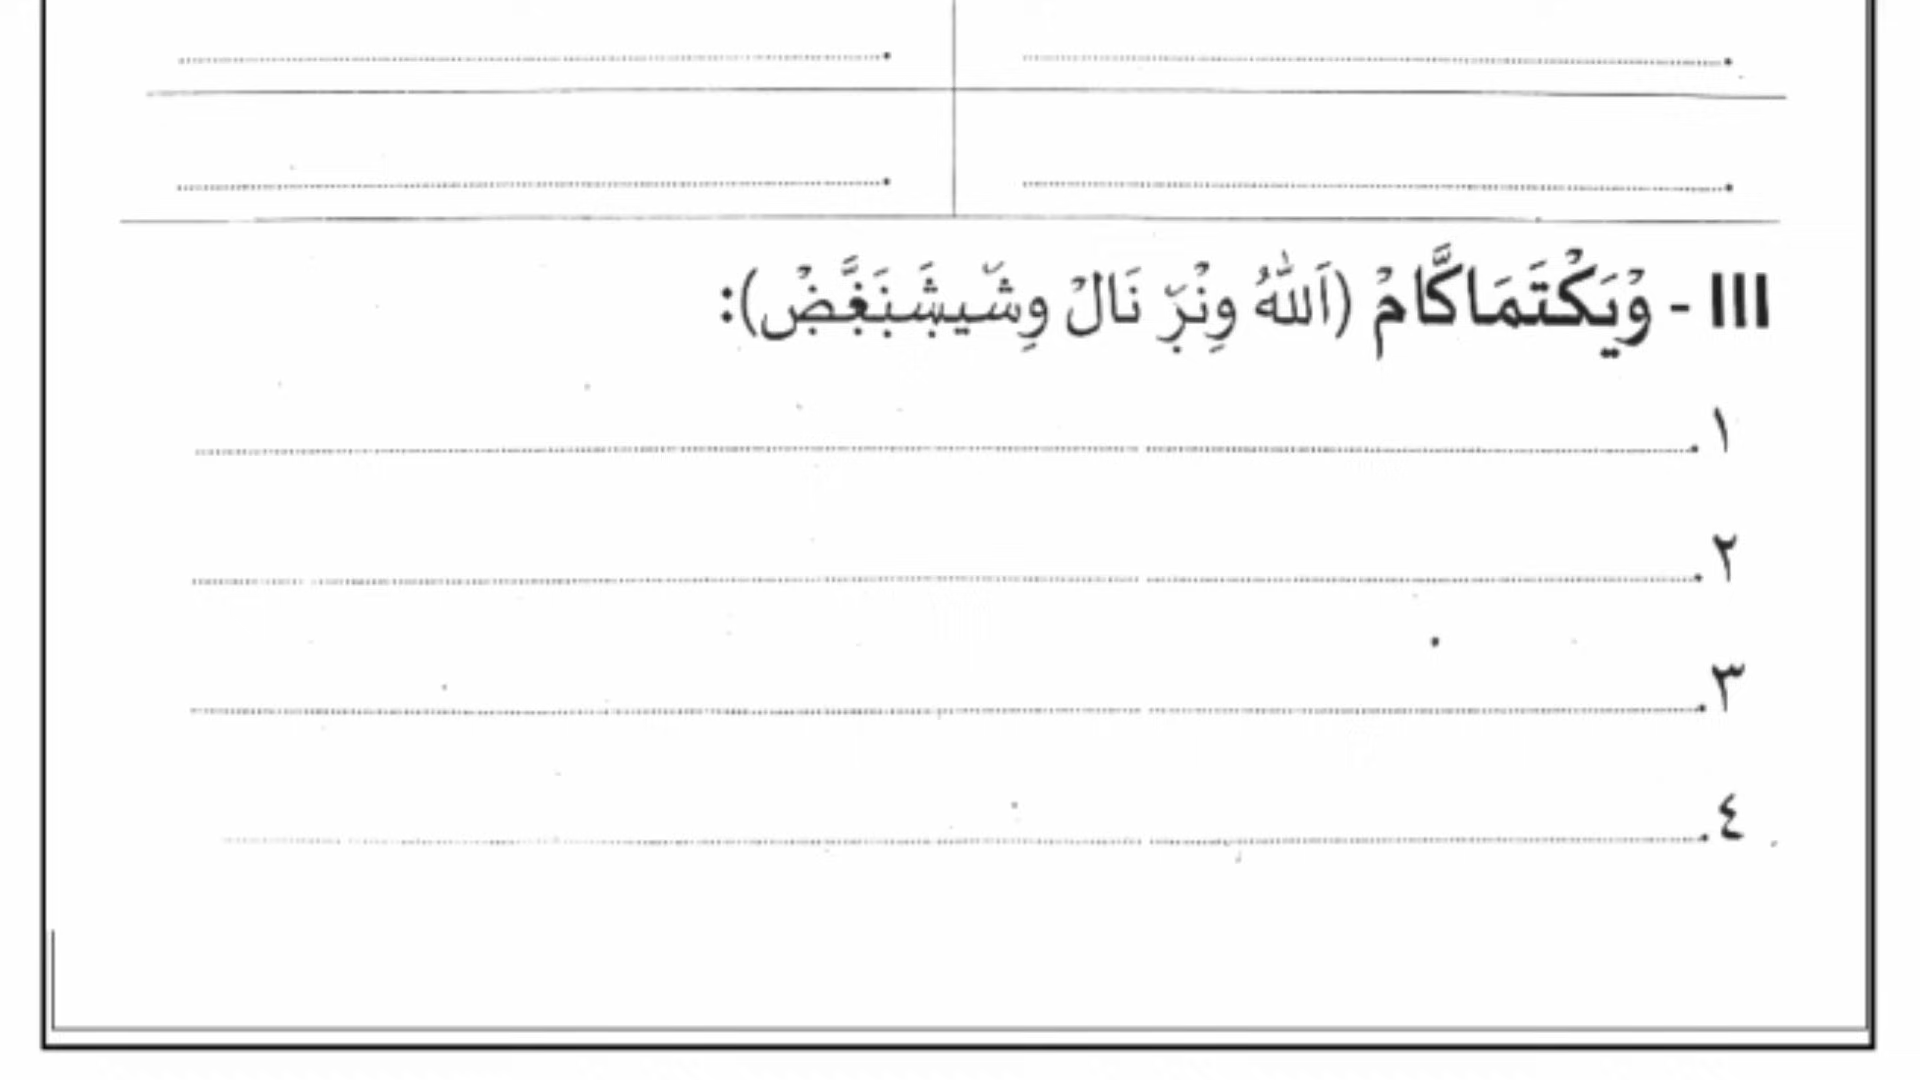 III - وْيَكْتَمَاكَّامْ (اَللّٰهُ وِنْرٜ نَالْ وِشٚيشَنَغَّضْ):
١.
٢.
٣.
٤.